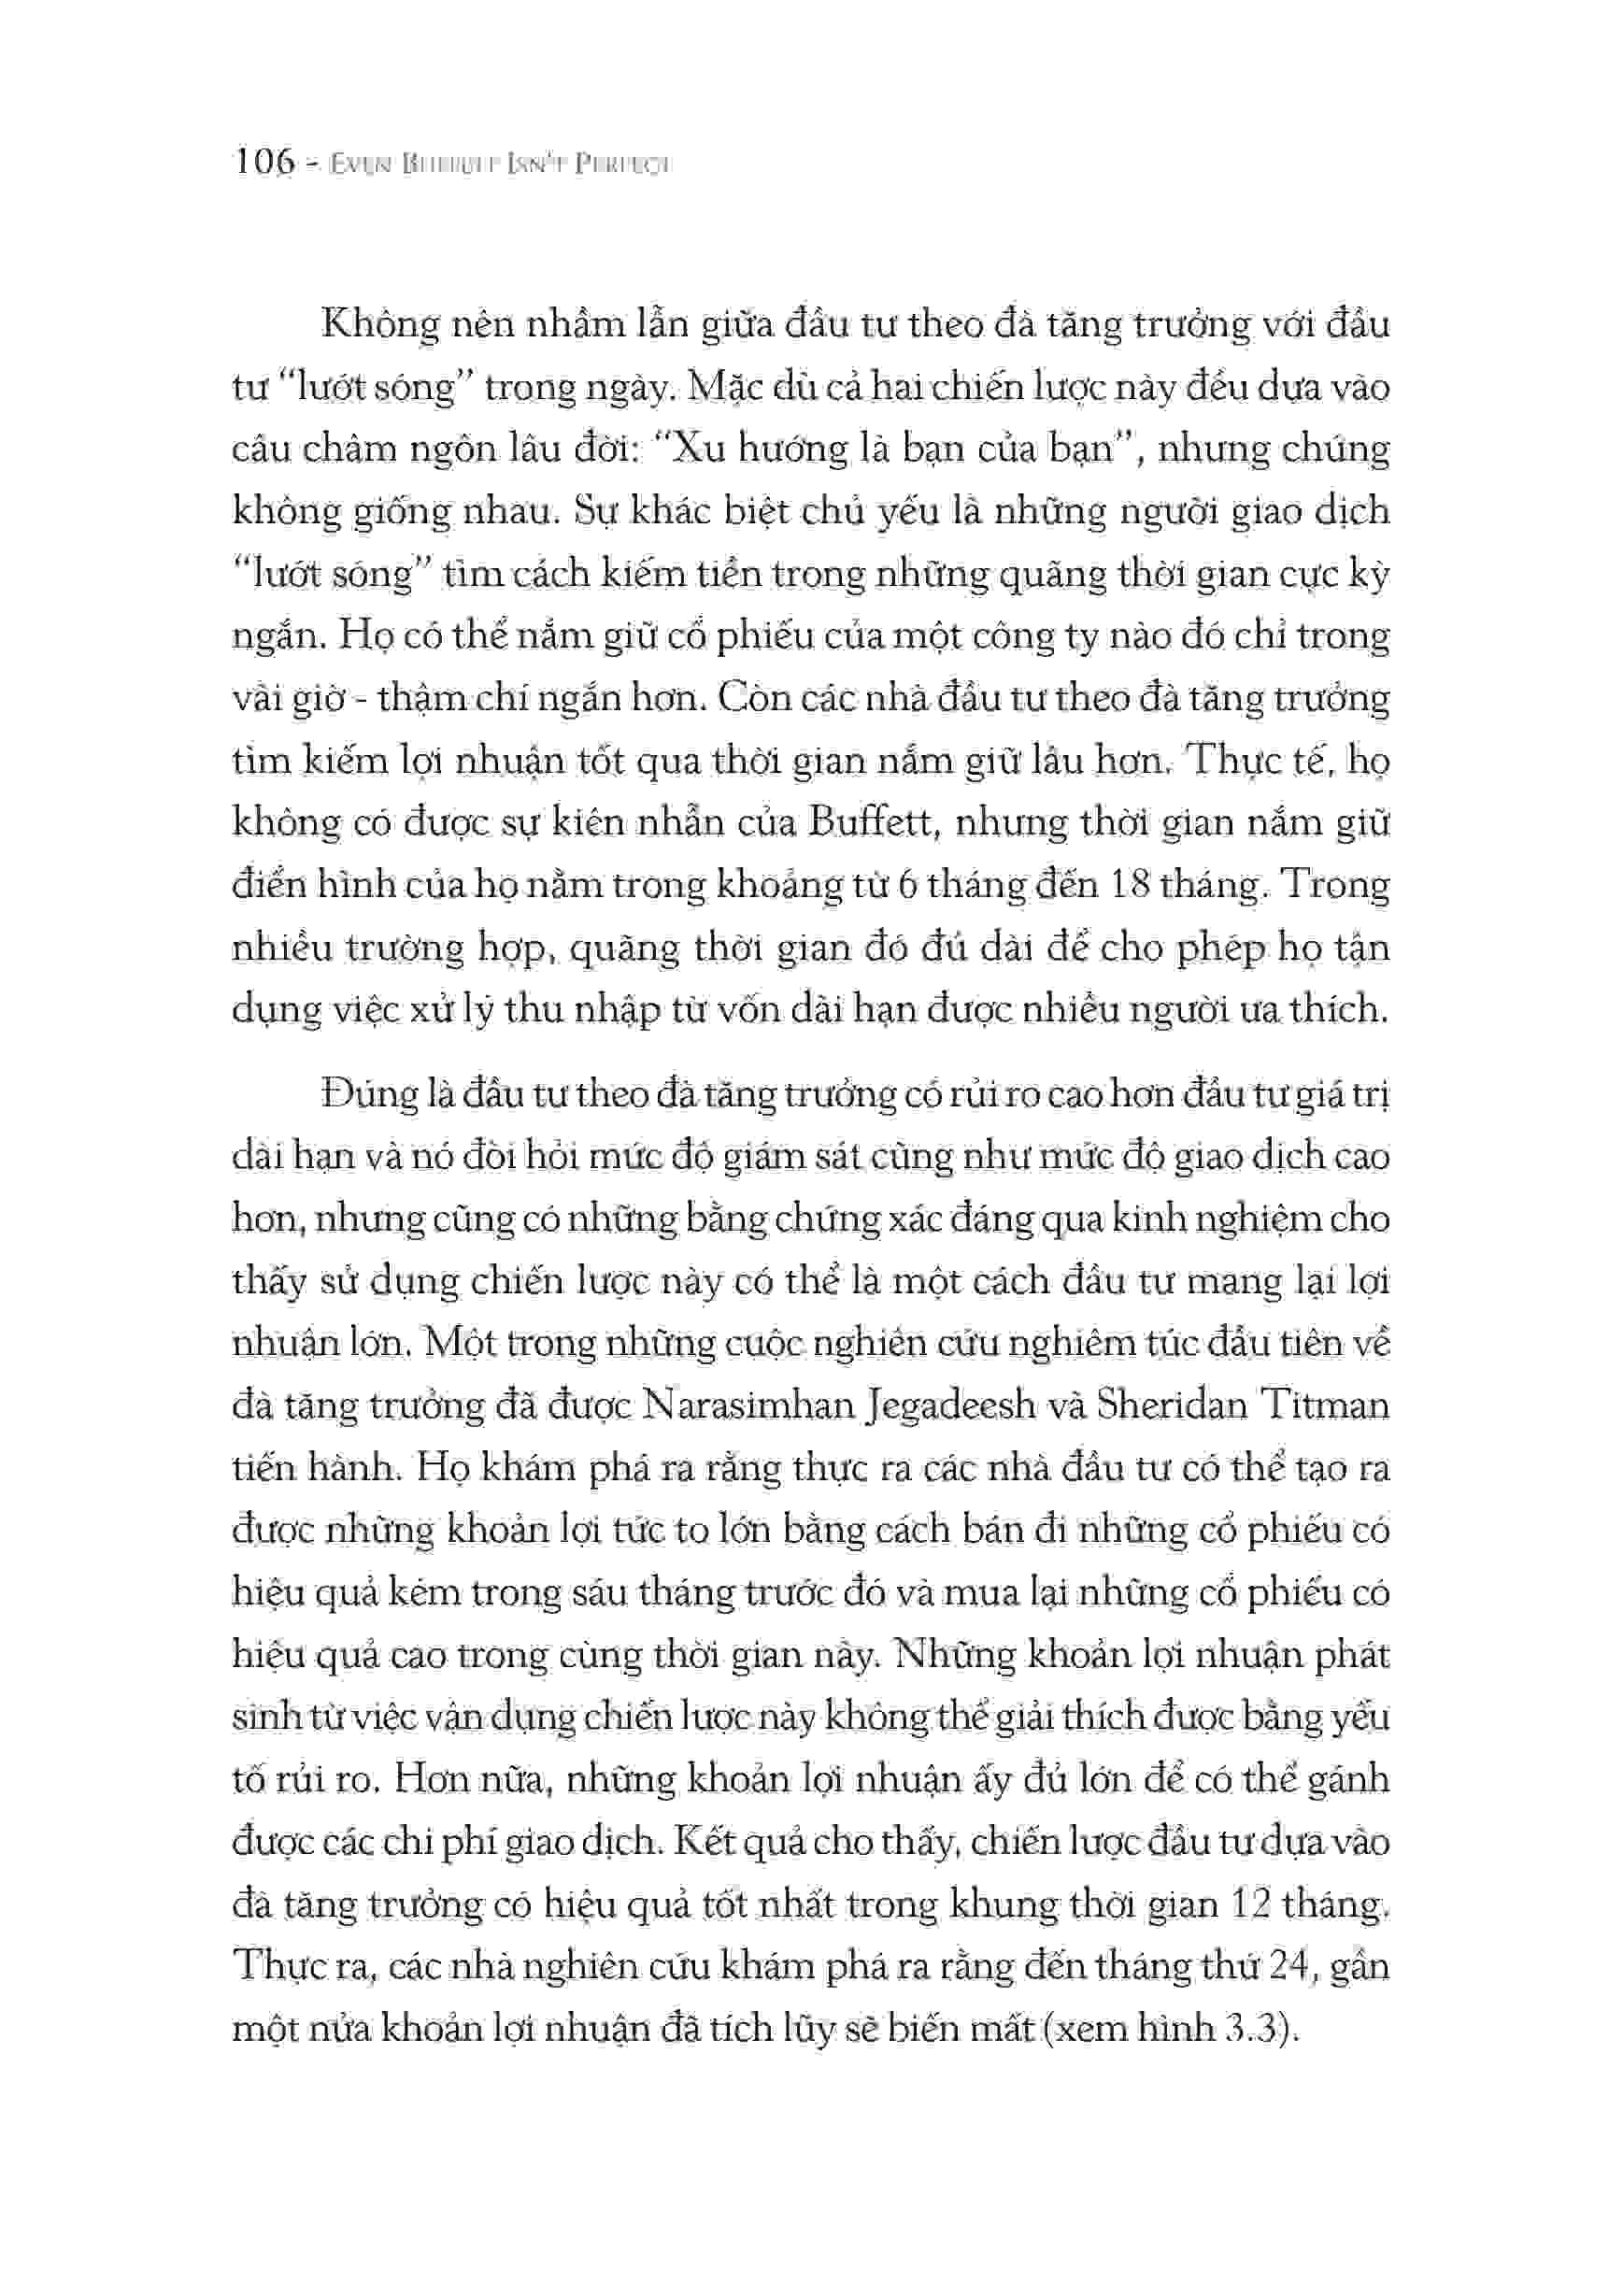 106 - EVEN BUFFETT ISN'T PERFECT
Không nên nhầm lẫn giữa đầu tư theo đà tăng trưởng với đầu
tư “lướt sóng” trong ngày. Mặc dù cả hai chiến lược này đều dựa vào
câu châm ngôn lâu đời: “Xu hướng là bạn của bạn”, nhưng chúng
không giống nhau. Sự khác biệt chủ yếu là những người giao dịch
“lướt sóng” tìm cách kiếm tiền trong những quãng thời gian cực kỳ
ngắn. Họ có thể nắm giữ cổ phiếu của một công ty nào đó chỉ trong
vài giờ - thậm chí ngắn hơn. Còn các nhà đầu tư theo đà tăng trưởng
tìm kiếm lợi nhuận tốt qua thời gian nắm giữ lâu hơn. Thực tế, họ
không có được sự kiên nhẫn của Buffett, nhưng thời gian nắm giữ
điển hình của họ nằm trong khoảng từ 6 tháng đến 18 tháng. Trong
nhiều trường hợp, quãng thời gian đó đủ dài để cho phép họ tận
dụng việc xử lý thu nhập từ vốn dài hạn được nhiều người ưa thích.
Đúng là đầu tư theo đà tăng trưởng có rủi ro cao hơn đầu tư giá trị
dài hạn và nó đòi hỏi mức độ giám sát cũng như mức độ giao dịch cao
hơn, nhưng cũng có những bằng chứng xác đáng qua kinh nghiệm cho
thấy sử dụng chiến lược này có thể là một cách đầu tư mang lại lợi
nhuận lớn. Một trong những cuộc nghiên cứu nghiêm túc đầu tiên về
đà tăng trưởng đã được Narasimhan Jegadeesh và Sheridan Titman
tiến hành. Họ khám phá ra rằng thực ra các nhà đầu tư có thể tạo ra
được những khoản lợi tức to lớn bằng cách bán đi những cổ phiếu có
hiệu quả kém trong sáu tháng trước đó và mua lại những cổ phiếu có
hiệu quả cao trong cùng thời gian này. Những khoản lợi nhuận phát
sinh từ việc vận dụng chiến lược này không thể giải thích được bằng yếu
tố rủi ro. Hơn nữa, những khoản lợi nhuận ấy đủ lớn để có thể gánh
được các chi phí giao dịch. Kết quả cho thấy, chiến lược đầu tư dựa vào
đà tăng trưởng có hiệu quả tốt nhất trong khung thời gian 12 tháng.
Thực ra, các nhà nghiên cứu khám phá ra rằng đến tháng thứ 24, gần
một nửa khoản lợi nhuận đã tích lũy sẽ biến mất (xem hình 3.3).